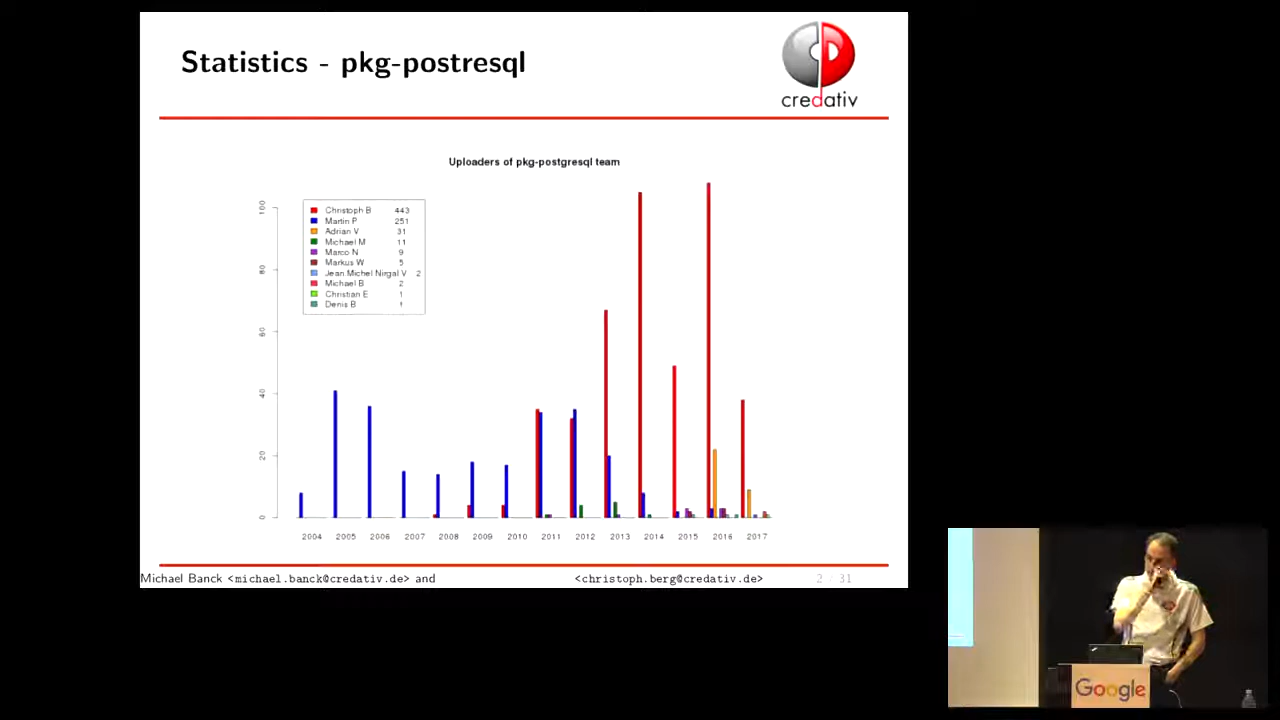 Statistics - pkg-postresql
credativ
Uploaders of pkg-postgresql team
Christoph B 443
Martin P 251
Adrian V 31
Michael M 11
Marco N 9
Markus W 5
Jean Michel Nirgal V 2
Michael B 2
Christian E 1
Denis B 1
100
80
60
40
20
0
2004 2005 2006 2007 2008 2009 2010 2011 2012 2013 2014 2015 2016 2017
Michael Banck <michael.banck@credativ.de> and <christoph.berg@credativ.de> 2 / 31
Google